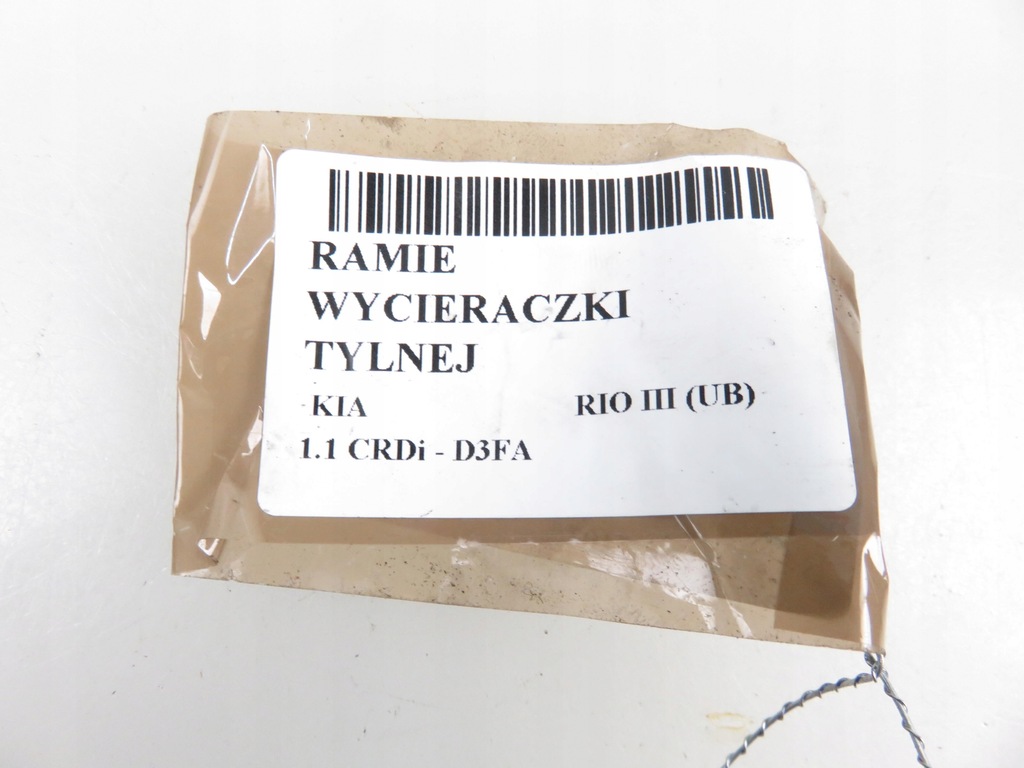 RAMIE
WYCIERACZKI
TYLNEJ
KIA RIO III (UB)
1.1 CRDi - D3FA